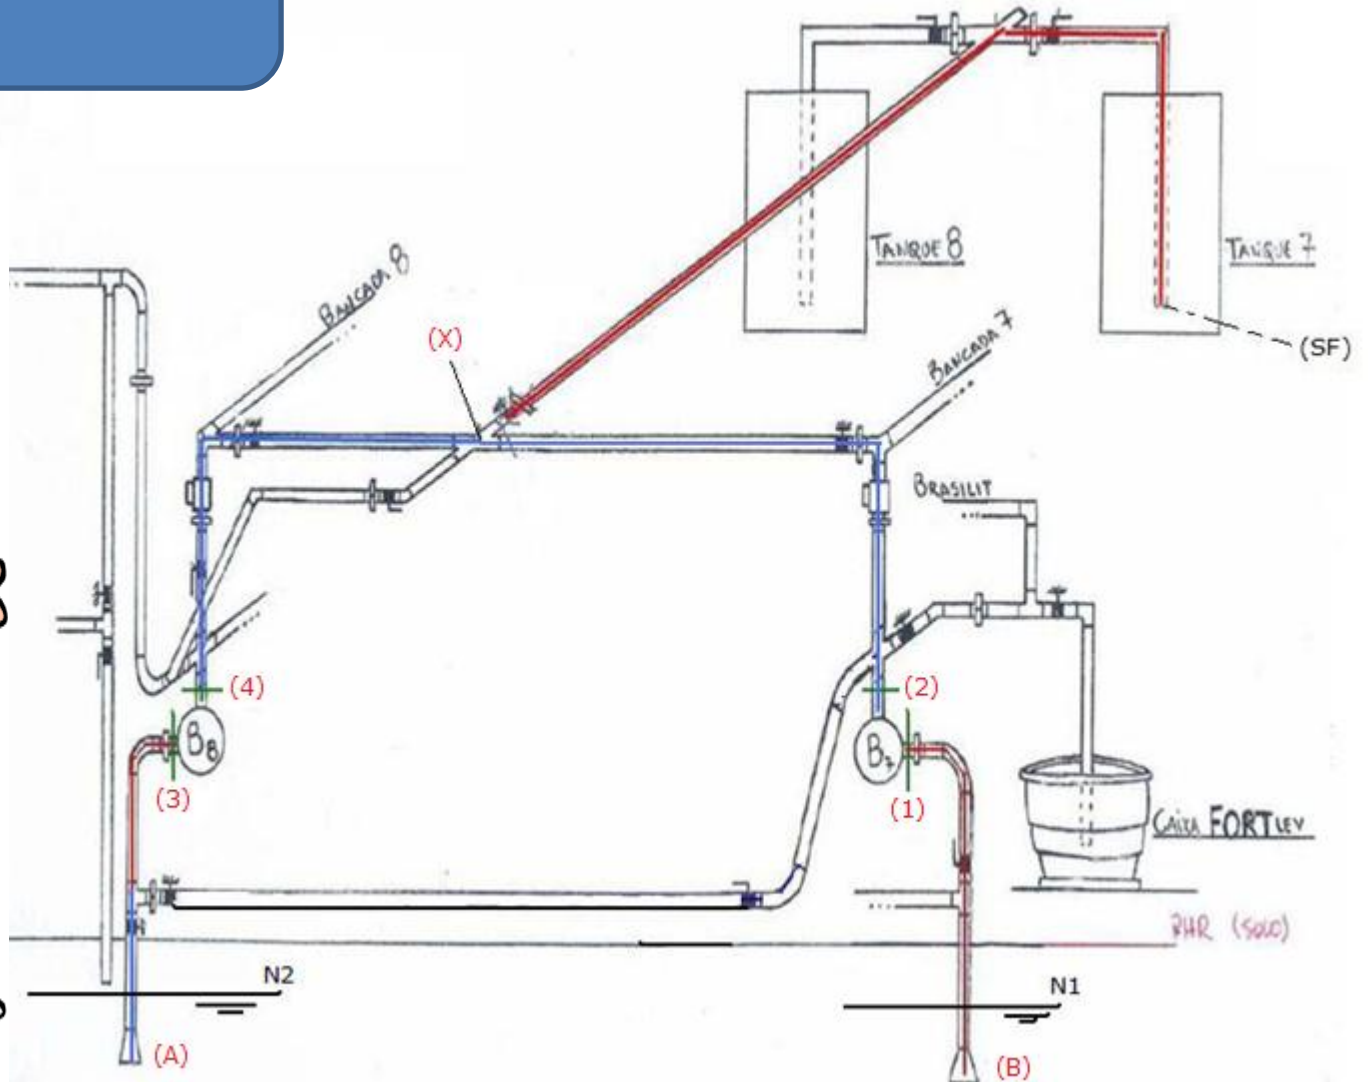 TANQUE 8
TANQUE 7
(SF)
BANCADA 8
(X)
BANCADA 7
BRASILIT
(4)
(2)
B8
B7
(3)
(1)
CAIXA FORTLEV
PHR (SOLO)
N2
N1
(A)
(B)